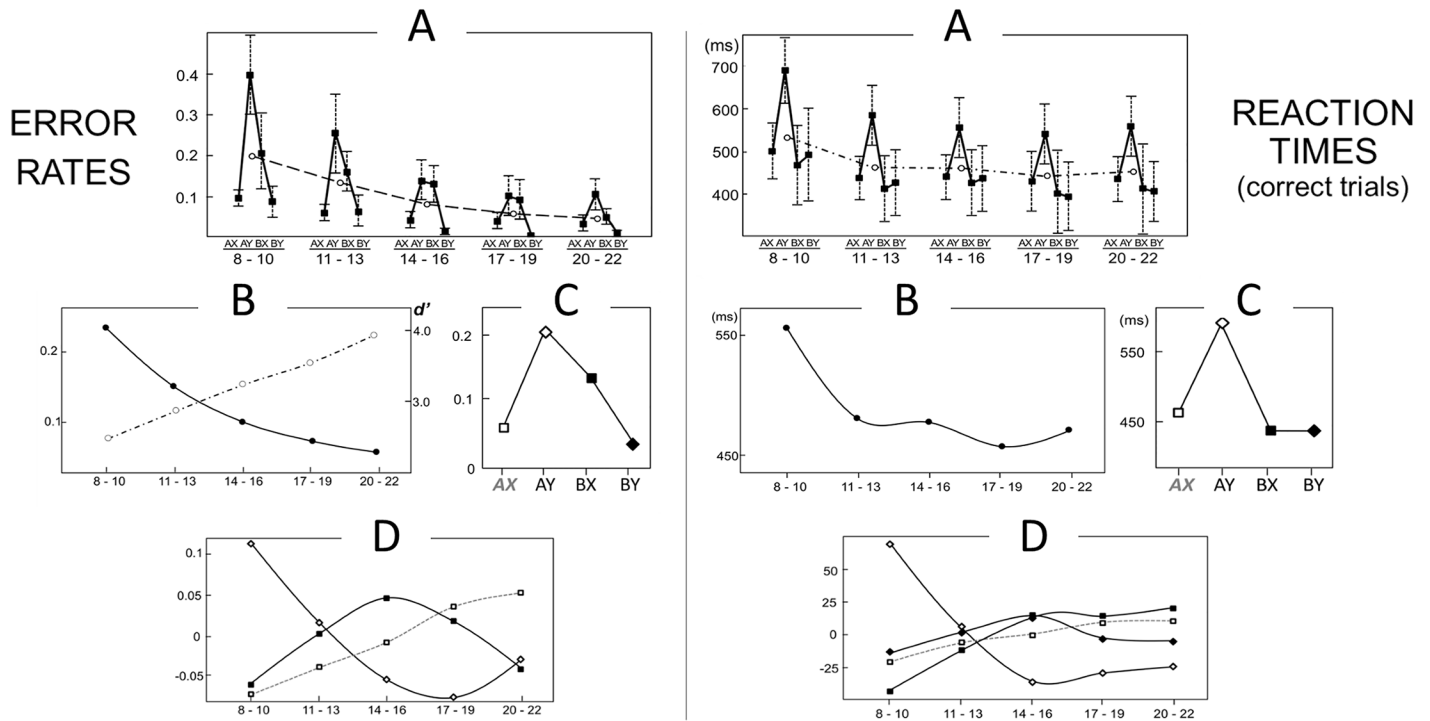 ERROR
RATES
A
0.4
0.3
0.2
0.1
AX AY BX BY AX AY BX BY AX AY BX BY AX AY BX BY AX AY BX BY
8 - 10 11 - 13 14 - 16 17 - 19 20 - 22
B
d’
4.0
0.2
3.0
0.1
8 - 10 11 - 13 14 - 16 17 - 19 20 - 22
C
0.2
0.1
0
AX AY BX BY
D
0.1
0.05
0
-0.05
8 - 10 11 - 13 14 - 16 17 - 19 20 - 22
REACTION
TIMES
(correct trials)
A
(ms)
700
600
500
400
AX AY BX BY AX AY BX BY AX AY BX BY AX AY BX BY AX AY BX BY
8 - 10 11 - 13 14 - 16 17 - 19 20 - 22
B
(ms)
550
450
8 - 10 11 - 13 14 - 16 17 - 19 20 - 22
C
(ms)
550
450
AX AY BX BY
D
50
25
0
-25
8 - 10 11 - 13 14 - 16 17 - 19 20 - 22